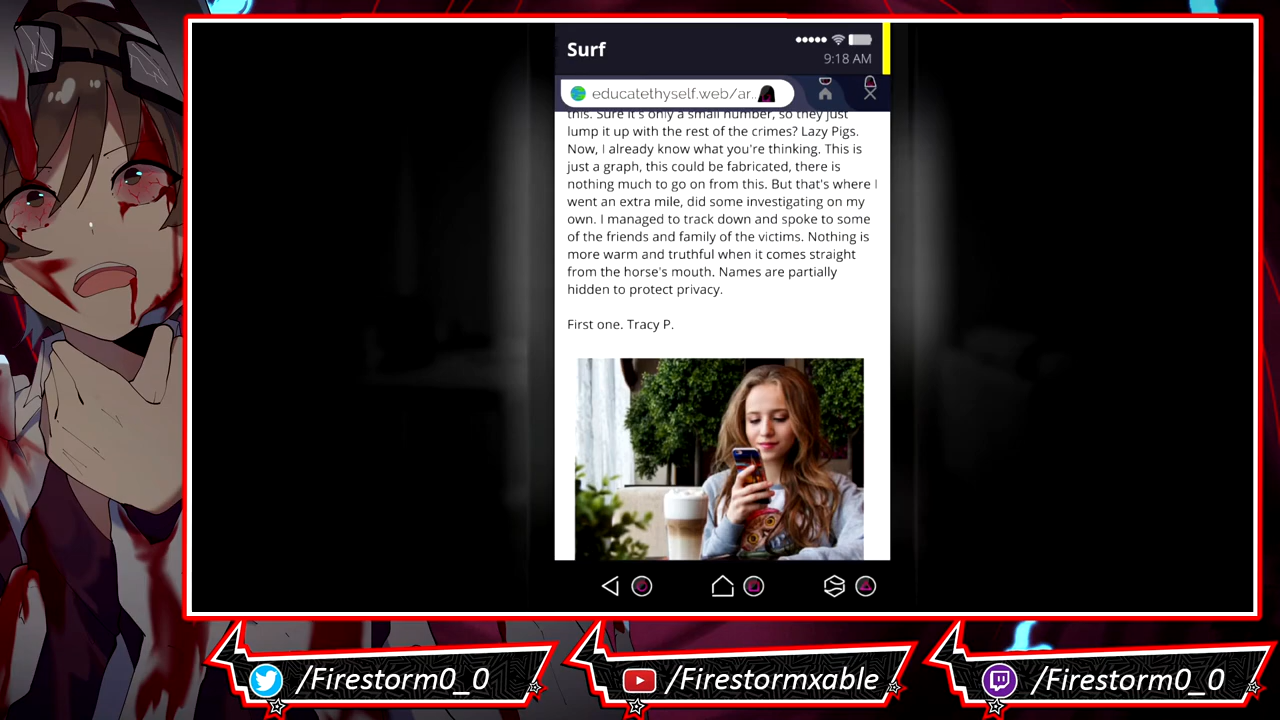 Surf
9:18 AM
educatethyself.web/ar..
this. Sure it's only a small number, so they just
lump it up with the rest of the crimes? Lazy Pigs.
Now, I already know what you're thinking. This is
just a graph, this could be fabricated, there is
nothing much to go on from this. But that's where I
went an extra mile, did some investigating on my
own. I managed to track down and spoke to some
of the friends and family of the victims. Nothing is
more warm and truthful when it comes straight
from the horse's mouth. Names are partially
hidden to protect privacy.
First one. Tracy P.
/Firestorm0_0
/Firestormxable
/Firestorm0_0